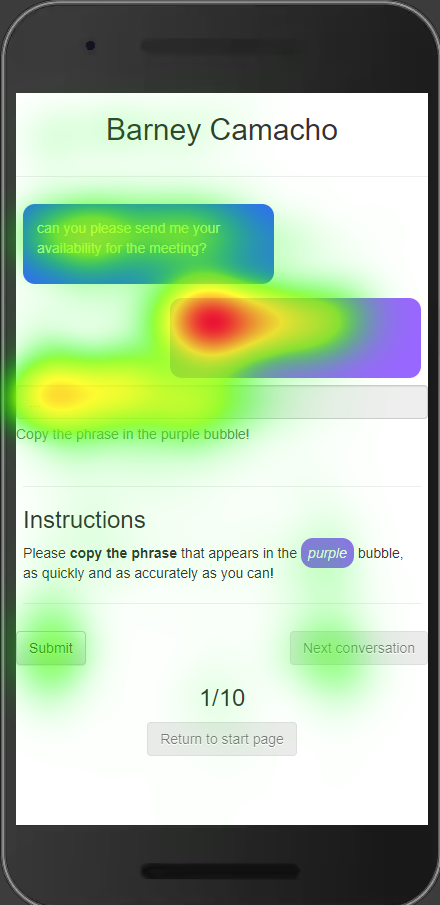 Barney Camacho
can you please send me your
availability for the meeting?
Copy the phrase in the purple bubble!
Instructions
Please copy the phrase that appears in the purple bubble,
as quickly and as accurately as you can!
Submit
Next conversation
1/10
Return to start page